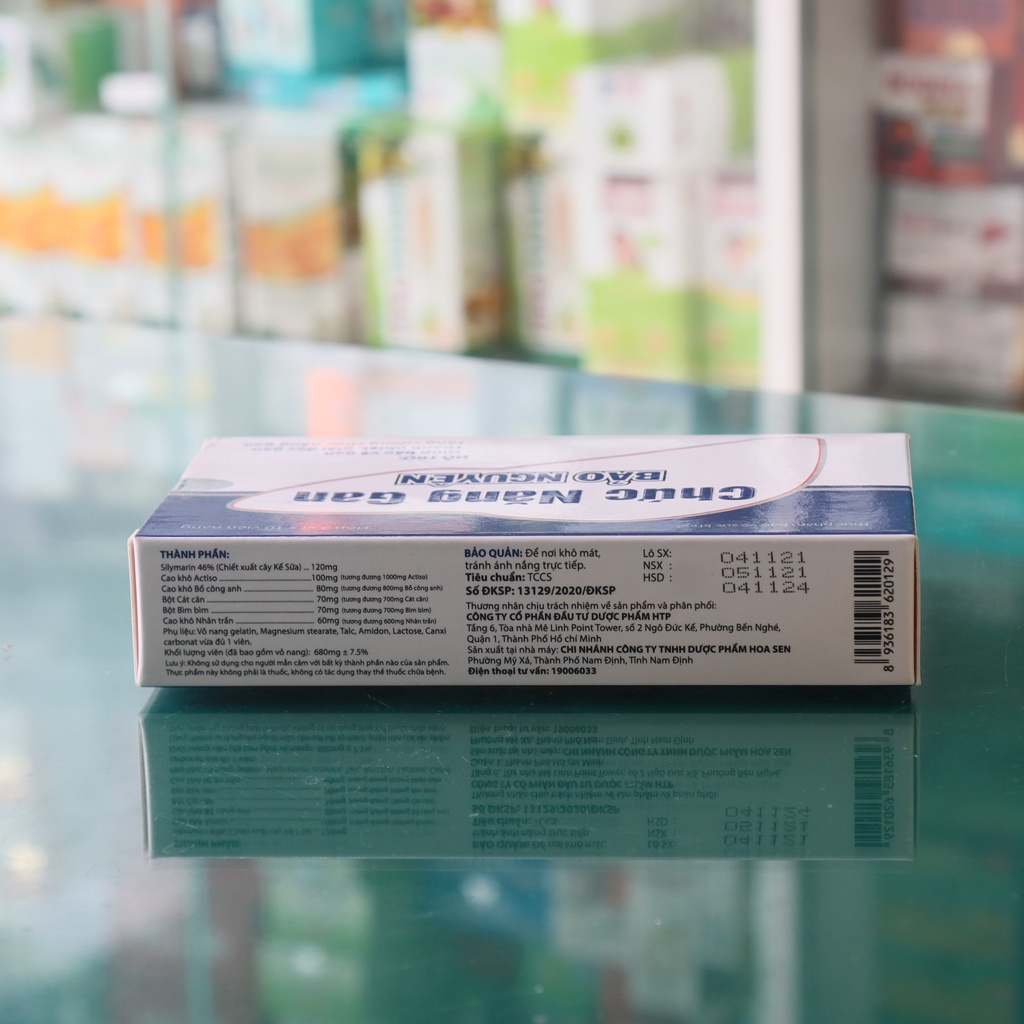 Chức Năng Gan
BẢO NGUYÊN
THÀNH PHẦN:
Silymarin 46% (Chiết xuất cây Kế Sữa) ... 120mg
Cao khô Actiso 100mg (tương đương 1000mg Actiso)
Cao khô Bồ công anh 80mg (tương đương 800mg Bồ công anh)
Bột Cát căn 70mg (tương đương 700mg Cát căn)
Bột Bìm bìm 70mg (tương đương 700mg Bìm bìm)
Cao khô Nhân trần 60mg (tương đương 600mg Nhân trần)
Phụ liệu: Vỏ nang gelatin, Magnesium stearate, Talc, Amidon, Lactose, Canxi
carbonat vừa đủ 1 viên.
Khối lượng viên (đã bao gồm vỏ nang): 680mg ± 7.5%
Lưu ý: Không sử dụng cho người mẫn cảm với bất kỳ thành phần nào của sản phẩm.
Thực phẩm này không phải là thuốc, không có tác dụng thay thế thuốc chữa bệnh.
BẢO QUẢN: Để nơi khô mát,
tránh ánh nắng trực tiếp.
Tiêu chuẩn: TCCS
Số ĐKSP: 13129/2020/ĐKSP
Thương nhân chịu trách nhiệm về sản phẩm và phân phối:
CÔNG TY CỔ PHẦN ĐẦU TƯ DƯỢC PHẨM HTP
Tầng 6, Tòa nhà Mê Linh Point Tower, số 2 Ngô Đức Kế, Phường Bến Nghé,
Quận 1, Thành Phố Hồ chí Minh
Sản xuất tại nhà máy: CHI NHÁNH CÔNG TY TNHH DƯỢC PHẨM HOA SEN
Phường Mỹ Xá, Thành Phố Nam Định, Tỉnh Nam Định
Điện thoại tư vấn: 19006033
Lô SX: 041121
NSX : 051121
HSD : 041124
8 936183 620129